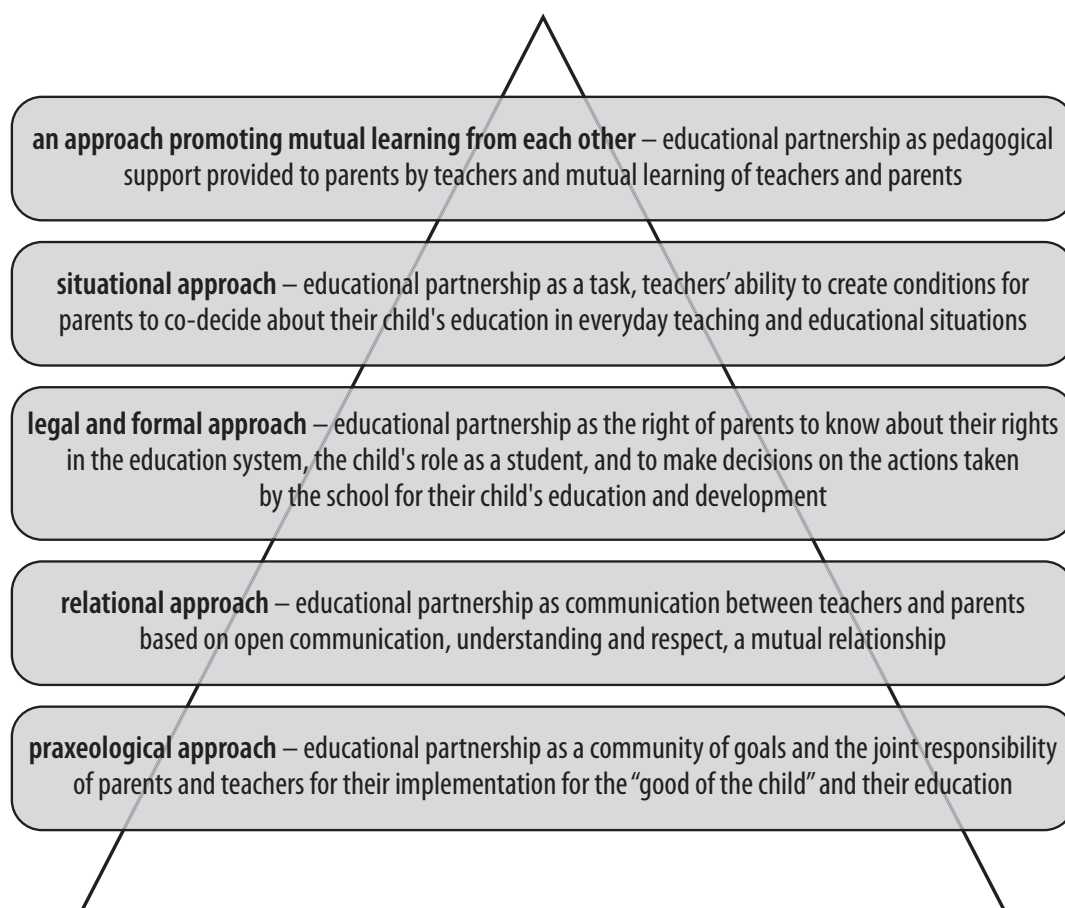 an approach promoting mutual learning from each other – educational partnership as pedagogical
support provided to parents by teachers and mutual learning of teachers and parents
situational approach – educational partnership as a task, teachers’ ability to create conditions for
parents to co-decide about their child's education in everyday teaching and educational situations
legal and formal approach – educational partnership as the right of parents to know about their rights
in the education system, the child's role as a student, and to make decisions on the actions taken
by the school for their child's education and development
relational approach – educational partnership as communication between teachers and parents
based on open communication, understanding and respect, a mutual relationship
praxeological approach – educational partnership as a community of goals and the joint responsibility
of parents and teachers for their implementation for the “good of the child” and their education